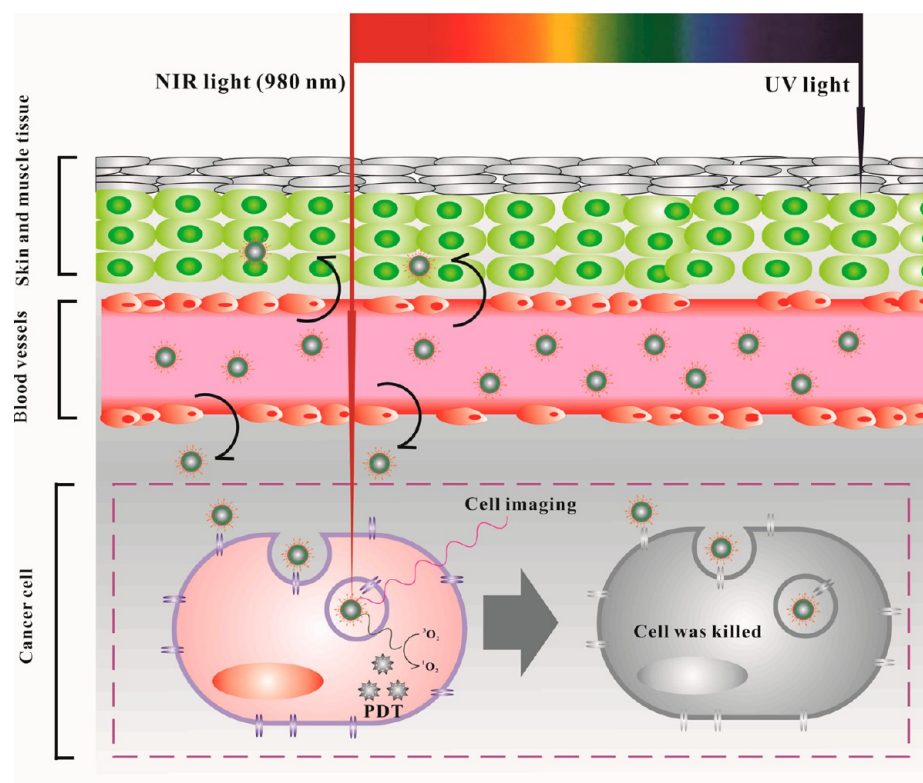 NIR light (980 nm)
UV light
Skin and muscle tissue
Blood vessels
Cancer cell
Cell imaging
³O₂
¹O₂
PDT
Cell was killed